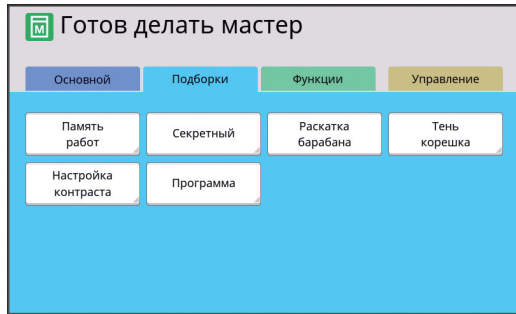 M Готов делать мастер
Основной Подборки Функции Управление
Память работ Секретный Раскатка барабана Тень корешка
Настройка контраста Программа